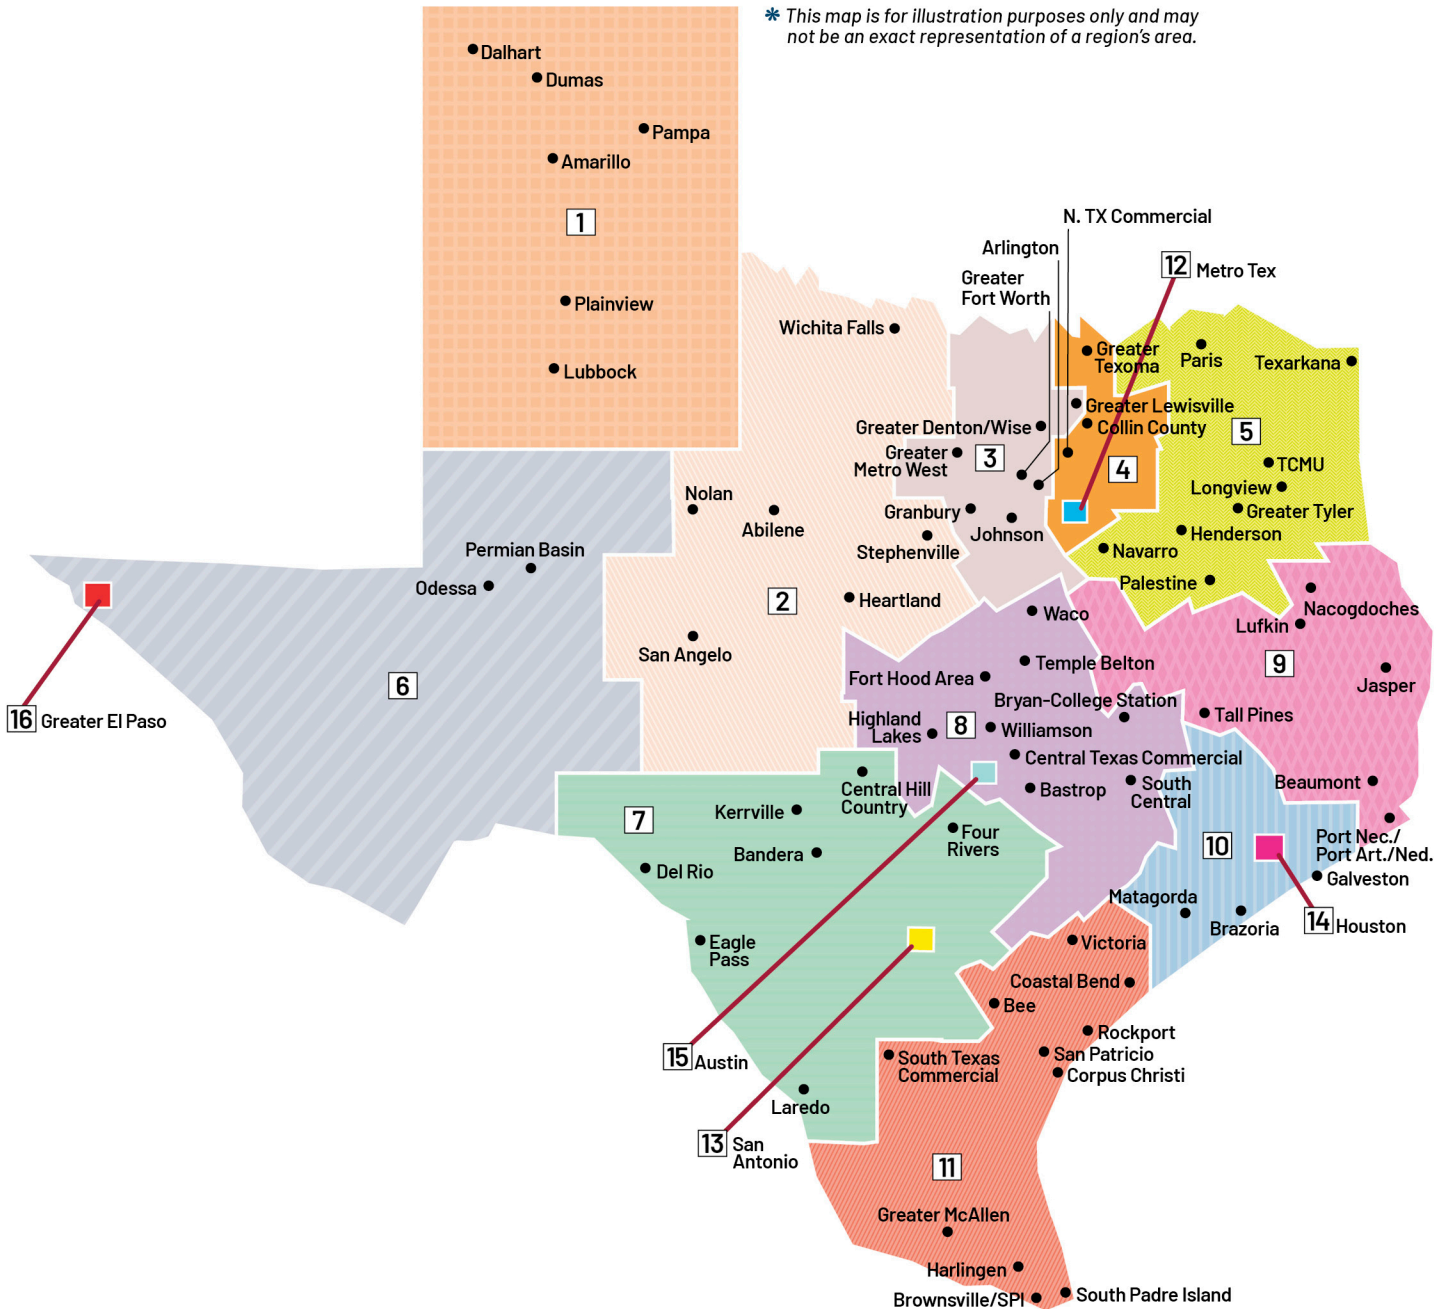 * This map is for illustration purposes only and may
not be an exact representation of a region's area.
Dalhart
Dumas
Pampa
Amarillo
1
Plainview
Lubbock
N. TX Commercial
Arlington
12 Metro Tex
Greater
Fort Worth
Wichita Falls
Greater
Texoma
Paris
Texarkana
Greater Lewisville
Collin County
Greater Denton/Wise
5
Greater
Metro West
3
4
TCMU
Longview
Greater Tyler
Nolan
Abilene
Granbury
Johnson
Henderson
Stephenville
Navarro
Permian Basin
Odessa
Palestine
2
Heartland
Waco
Nacogdoches
Lufkin
San Angelo
Temple Belton
9
Fort Hood Area
Jasper
6
16 Greater El Paso
Bryan-College Station
Highland
Lakes
8
Williamson
Tall Pines
Central Texas Commercial
Central Hill
Country
Bastrop
South
Central
Beaumont
7
Kerrville
Four
Rivers
10
Port Nec./
Port Art./Ned.
Bandera
Del Rio
Galveston
Matagorda
Brazoria
14 Houston
Eagle
Pass
Victoria
Coastal Bend
Bee
Rockport
15 Austin
South Texas
Commercial
San Patricio
Corpus Christi
Laredo
13 San
Antonio
11
Greater McAllen
Harlingen
Brownsville/SPI
South Padre Island